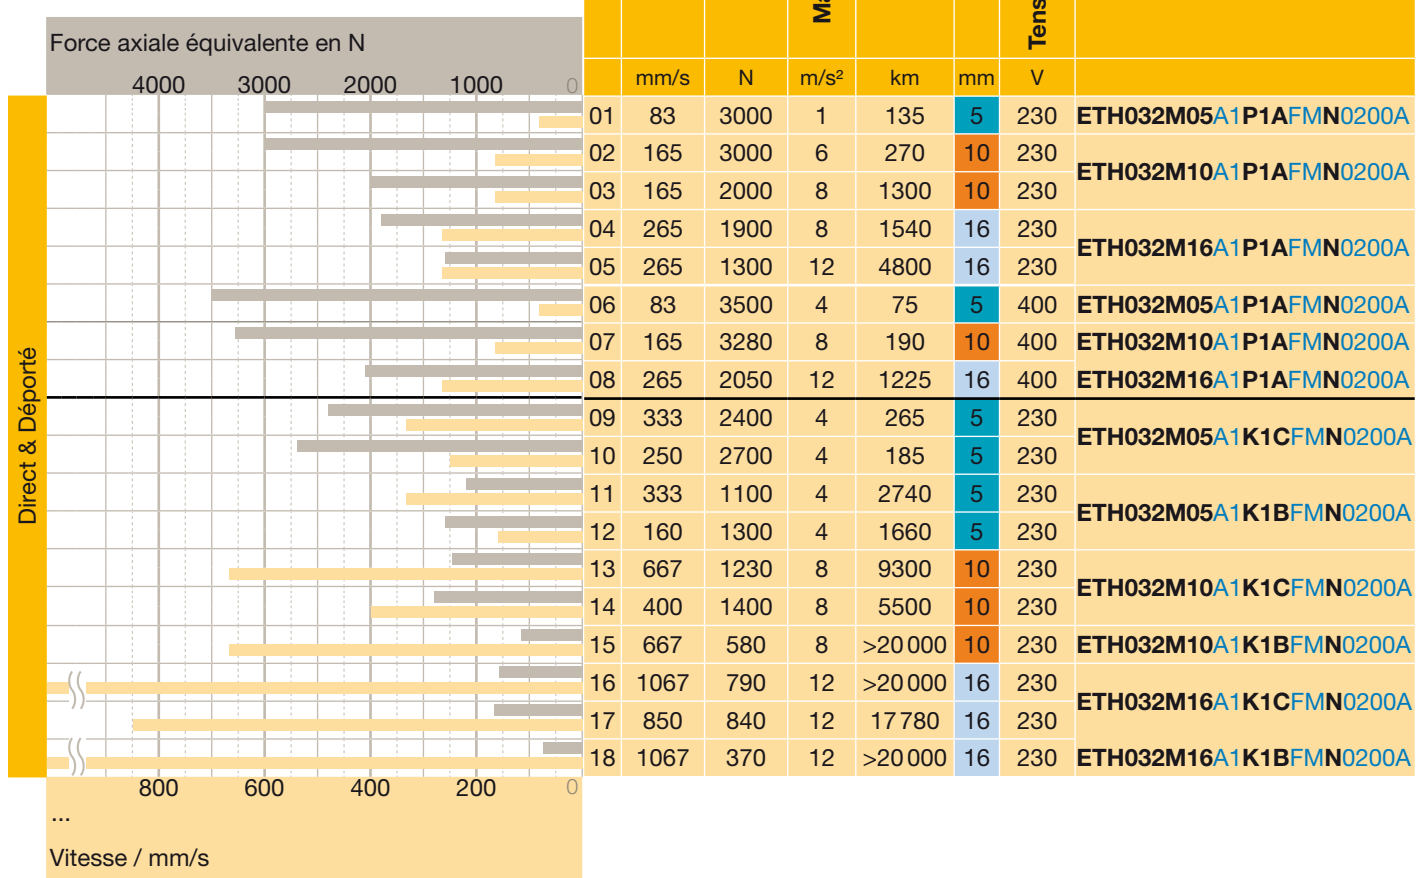 Ma
Tens
Force axiale équivalente en N
4000 3000 2000 1000 0
mm/s N m/s² km mm V
Direct & Déporté
01 83 3000 1 135 5 230 ETH032M05A1P1AFMN0200A
02 165 3000 6 270 10 230
ETH032M10A1P1AFMN0200A
03 165 2000 8 1300 10 230
04 265 1900 8 1540 16 230
ETH032M16A1P1AFMN0200A
05 265 1300 12 4800 16 230
06 83 3500 4 75 5 400 ETH032M05A1P1AFMN0200A
07 165 3280 8 190 10 400 ETH032M10A1P1AFMN0200A
08 265 2050 12 1225 16 400 ETH032M16A1P1AFMN0200A
09 333 2400 4 265 5 230
ETH032M05A1K1CFMN0200A
10 250 2700 4 185 5 230
11 333 1100 4 2740 5 230
ETH032M05A1K1BFMN0200A
12 160 1300 4 1660 5 230
13 667 1230 8 9300 10 230
ETH032M10A1K1CFMN0200A
14 400 1400 8 5500 10 230
15 667 580 8 >20 000 10 230 ETH032M10A1K1BFMN0200A
16 1067 790 12 >20 000 16 230
ETH032M16A1K1CFMN0200A
17 850 840 12 17 780 16 230
18 1067 370 12 >20 000 16 230 ETH032M16A1K1BFMN0200A
800 600 400 200 0
...
Vitesse / mm/s